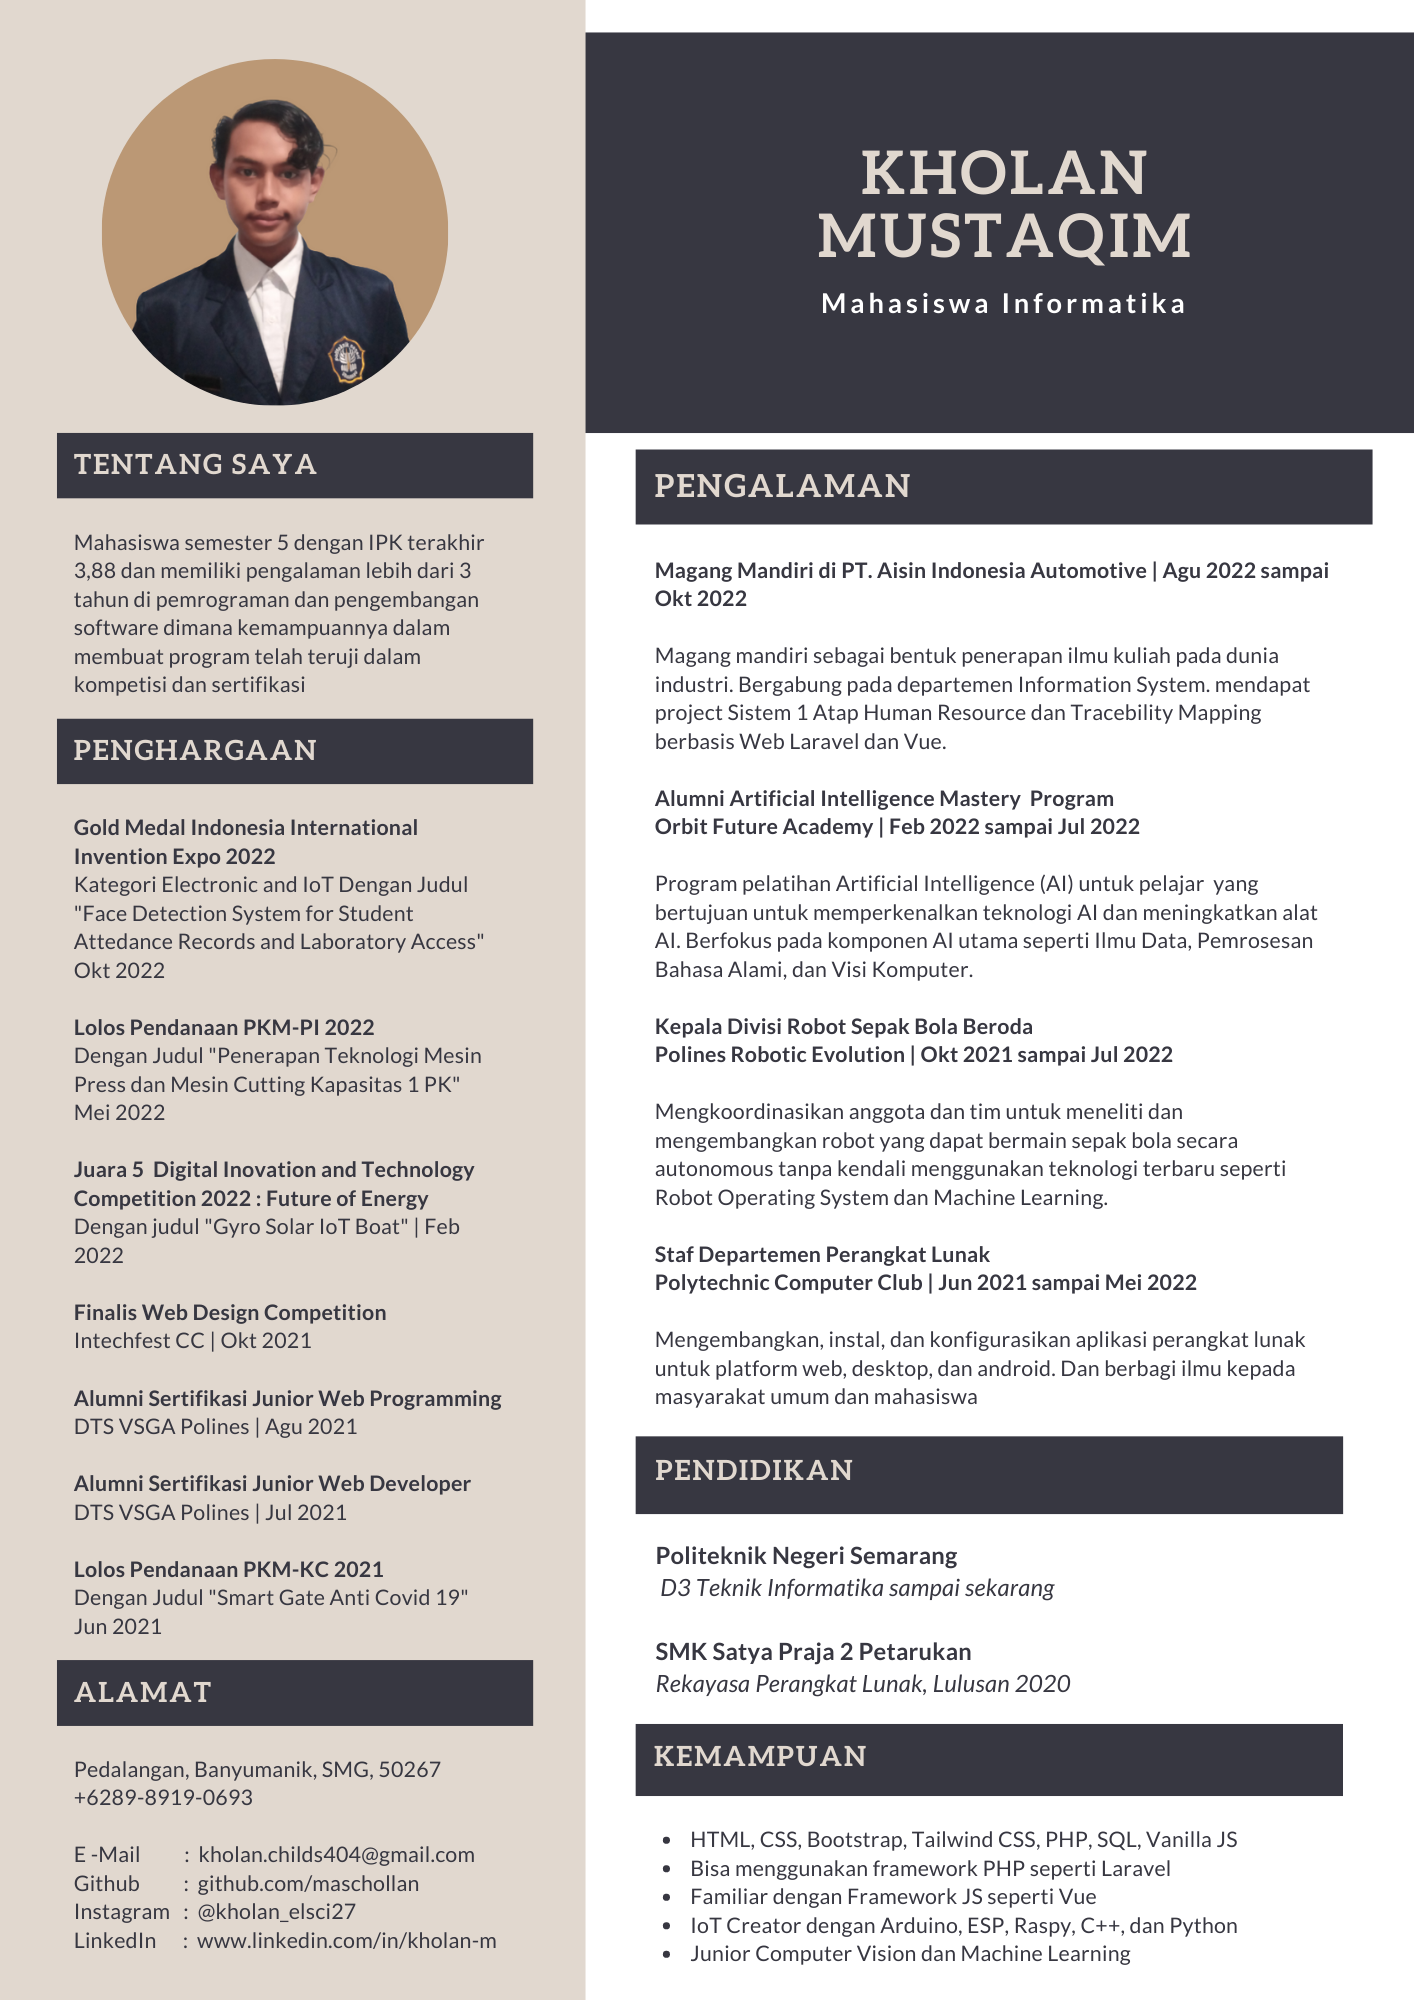 KHOLAN
MUSTAQIM
Mahasiswa Informatika
TENTANG SAYA
Mahasiswa semester 5 dengan IPK terakhir
3,88 dan memiliki pengalaman lebih dari 3
tahun di pemrograman dan pengembangan
software dimana kemampuannya dalam
membuat program telah teruji dalam
kompetisi dan sertifikasi
PENGHARGAAN
Gold Medal Indonesia International
Invention Expo 2022
Kategori Electronic and IoT Dengan Judul
"Face Detection System for Student
Attedance Records and Laboratory Access"
Okt 2022
Lolos Pendanaan PKM-PI 2022
Dengan Judul "Penerapan Teknologi Mesin
Press dan Mesin Cutting Kapasitas 1 PK"
Mei 2022
Juara 5  Digital Inovation and Technology
Competition 2022 : Future of Energy
Dengan judul "Gyro Solar IoT Boat" | Feb
2022
Finalis Web Design Competition
Intechfest CC | Okt 2021
Alumni Sertifikasi Junior Web Programming
DTS VSGA Polines | Agu 2021
Alumni Sertifikasi Junior Web Developer
DTS VSGA Polines | Jul 2021
Lolos Pendanaan PKM-KC 2021
Dengan Judul "Smart Gate Anti Covid 19"
Jun 2021
ALAMAT
Pedalangan, Banyumanik, SMG, 50267
+6289-8919-0693
E -Mail : kholan.childs404@gmail.com
Github : github.com/maschollan
Instagram : @kholan_elsci27
LinkedIn : www.linkedin.com/in/kholan-m
PENGALAMAN
Magang Mandiri di PT. Aisin Indonesia Automotive | Agu 2022 sampai
Okt 2022
Magang mandiri sebagai bentuk penerapan ilmu kuliah pada dunia
industri. Bergabung pada departemen Information System. mendapat
project Sistem 1 Atap Human Resource dan Tracebility Mapping
berbasis Web Laravel dan Vue.
Alumni Artificial Intelligence Mastery  Program
Orbit Future Academy | Feb 2022 sampai Jul 2022
Program pelatihan Artificial Intelligence (AI) untuk pelajar  yang
bertujuan untuk memperkenalkan teknologi AI dan meningkatkan alat
AI. Berfokus pada komponen AI utama seperti Ilmu Data, Pemrosesan
Bahasa Alami, dan Visi Komputer.
Kepala Divisi Robot Sepak Bola Beroda
Polines Robotic Evolution | Okt 2021 sampai Jul 2022
Mengkoordinasikan anggota dan tim untuk meneliti dan
mengembangkan robot yang dapat bermain sepak bola secara
autonomous tanpa kendali menggunakan teknologi terbaru seperti
Robot Operating System dan Machine Learning.
Staf Departemen Perangkat Lunak
Polytechnic Computer Club | Jun 2021 sampai Mei 2022
Mengembangkan, instal, dan konfigurasikan aplikasi perangkat lunak
untuk platform web, desktop, dan android. Dan berbagi ilmu kepada
masyarakat umum dan mahasiswa
PENDIDIKAN
Politeknik Negeri Semarang
D3 Teknik Informatika sampai sekarang
SMK Satya Praja 2 Petarukan
Rekayasa Perangkat Lunak, Lulusan 2020
KEMAMPUAN
• HTML, CSS, Bootstrap, Tailwind CSS, PHP, SQL, Vanilla JS
• Bisa menggunakan framework PHP seperti Laravel
• Familiar dengan Framework JS seperti Vue
• IoT Creator dengan Arduino, ESP, Raspy, C++, dan Python
• Junior Computer Vision dan Machine Learning